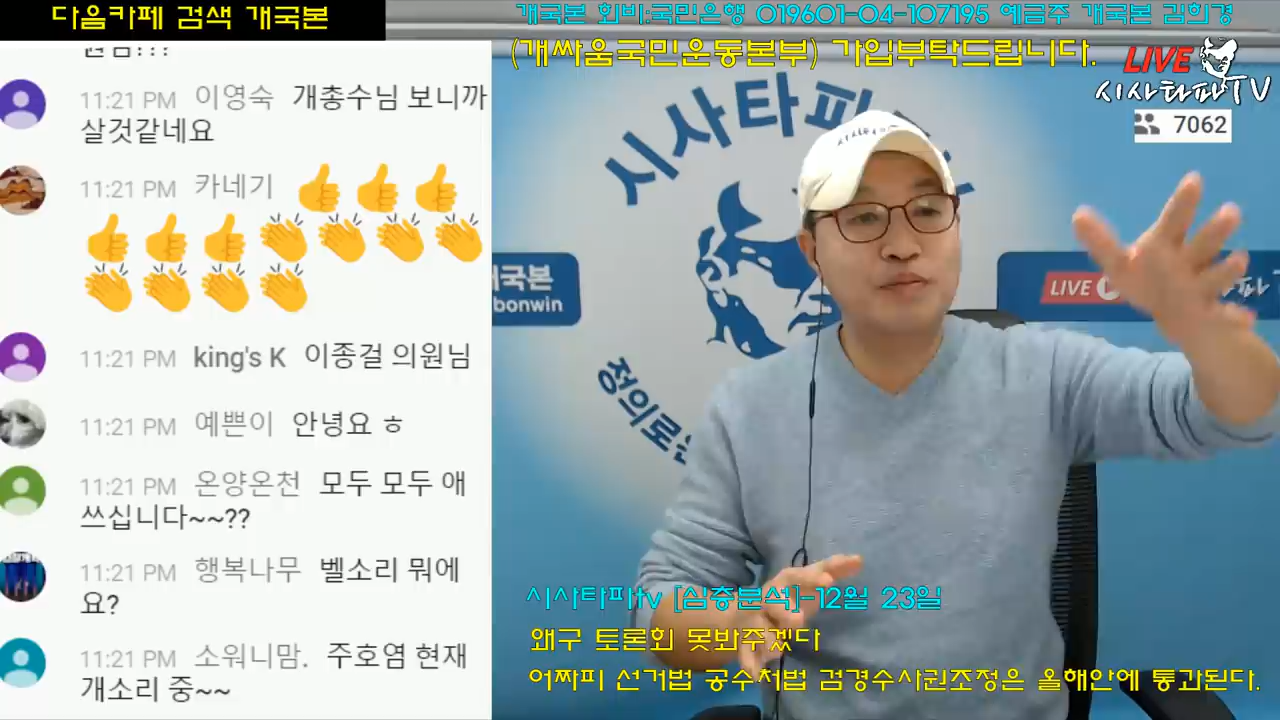 다음카페 검색 개국본
개국본 회비:국민은행 019601-04-107195 예금주 개국본 김희경
(개싸움국민운동본부) 가입부탁드립니다.
LIVE
시사타파TV
7062
11:21 PM 이영숙 개총수님 보니까
살것같네요
11:21 PM 카네기 👍👍👍
👍👍👍👏👏👏👏
👏👏👏👏
11:21 PM king's K 이종걸 의원님
11:21 PM 예쁜이 안녕요 ㅎ
11:21 PM 온양온천 모두 모두 애
쓰십니다~~??
11:21 PM 행복나무 벨소리 뭐에
요?
11:21 PM 소워니맘. 주호염 현재
개소리 중~~
시사타파
정의로운
개국본
bonwin
LIVE
시사타파tv [심층분석]-12월 23일
왜구 토론회 못봐주겠다
어짜피 선거법 공수처법 검경수사권조정은 올해안에 통과된다.